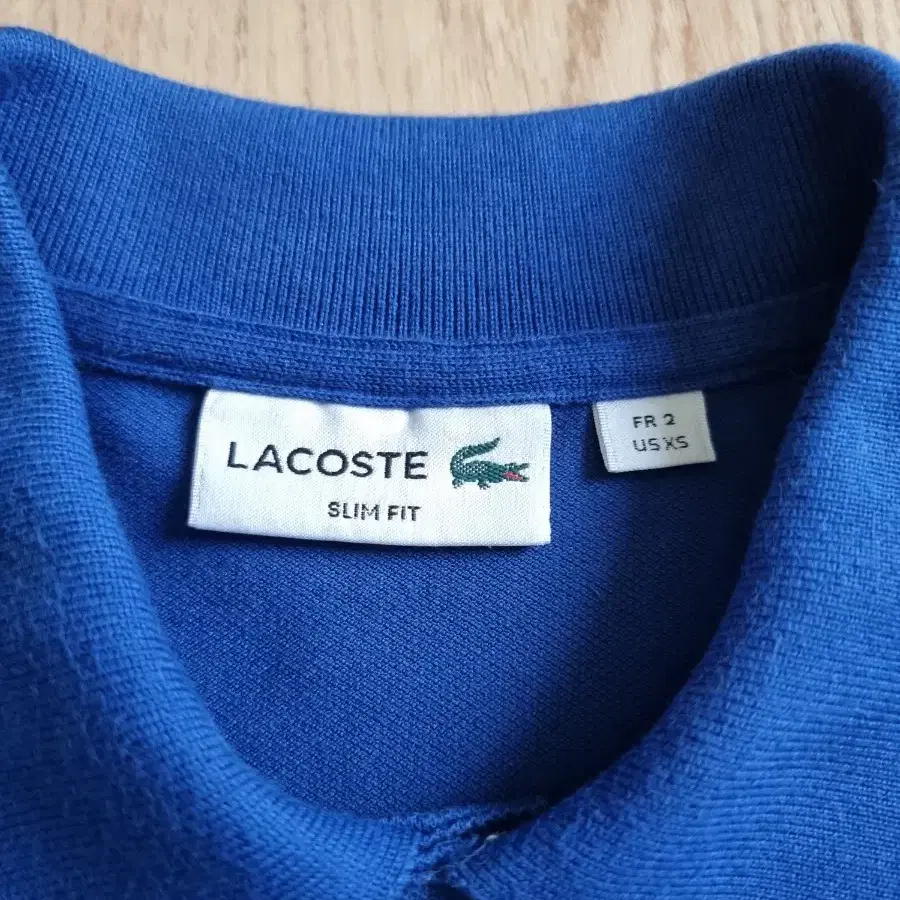 LACOSTE
SLIM FIT
FR 2
US XS